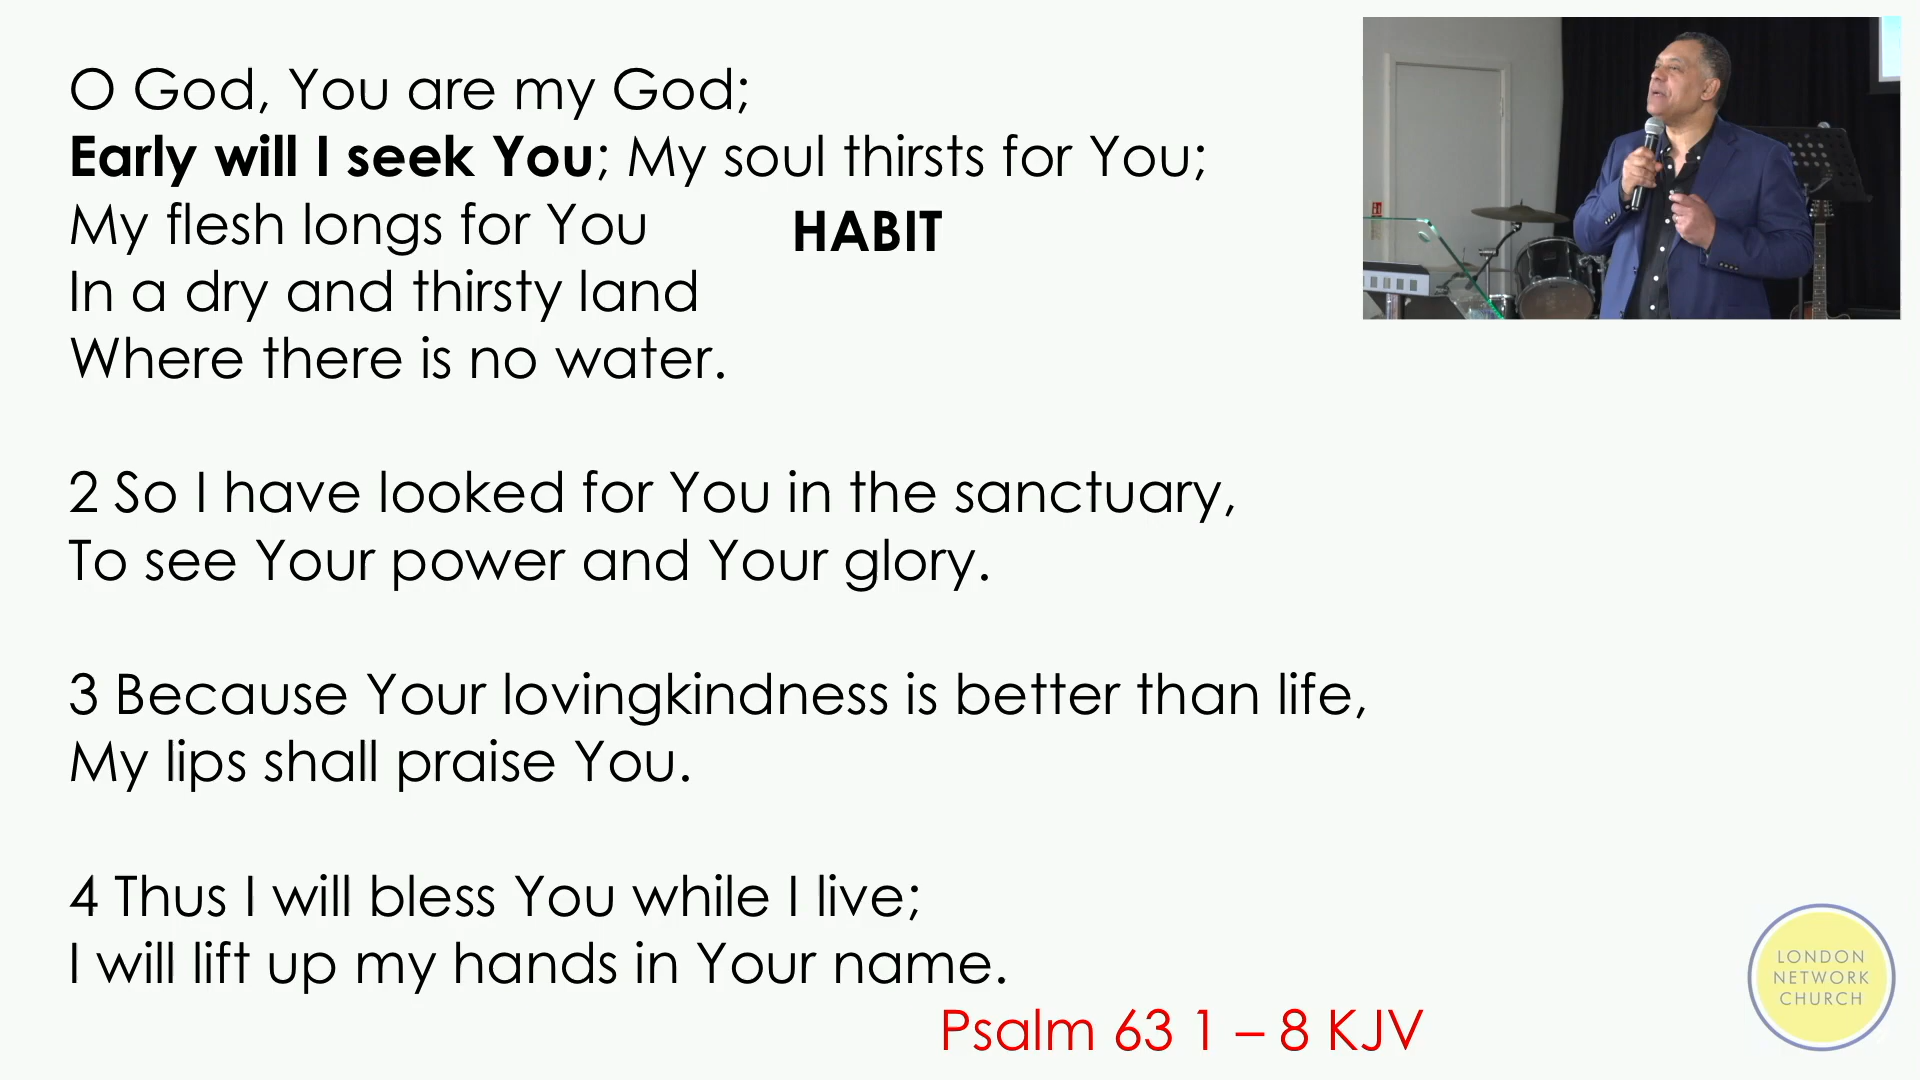 O God, You are my God;
Early will I seek You; My soul thirsts for You;
My flesh longs for You
HABIT
In a dry and thirsty land
Where there is no water.
2 So I have looked for You in the sanctuary,
To see Your power and Your glory.
3 Because Your lovingkindness is better than life,
My lips shall praise You.
4 Thus I will bless You while I live;
I will lift up my hands in Your name.
Psalm 63 1 – 8 KJV
LONDON
NETWORK
CHURCH